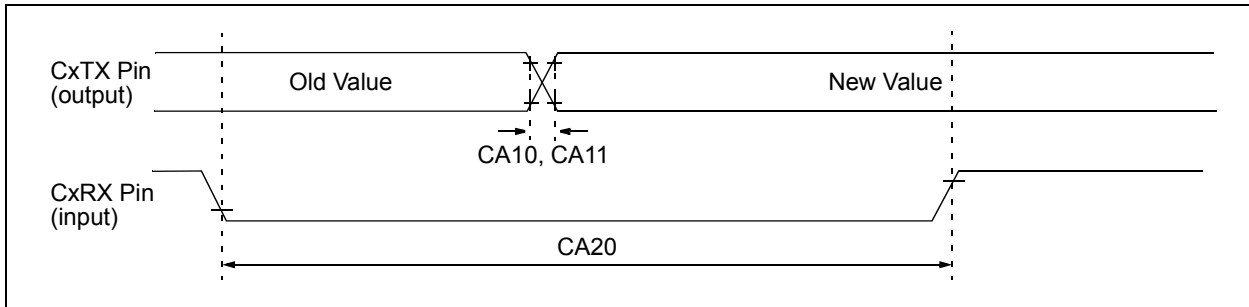 CxTX Pin
(output)
Old Value
New Value
CA10, CA11
CxRX Pin
(input)
CA20